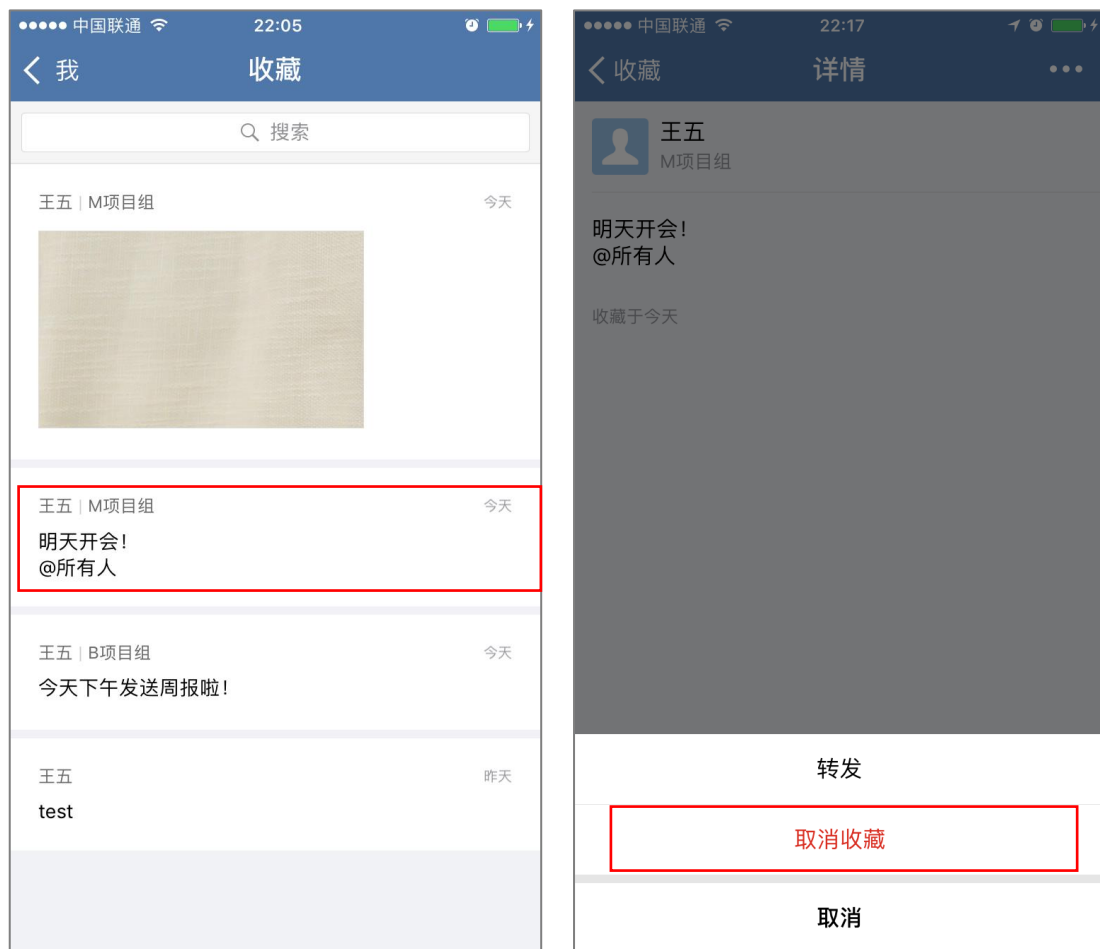 中国联通 22:05
我 收藏
搜索
王五 | M项目组 今天
王五 | M项目组 今天
明天开会!
@所有人
王五 | B项目组 今天
今天下午发送周报啦!
王五 昨天
test
中国联通 22:17
收藏 详情
王五
M项目组
明天开会!
@所有人
收藏于今天
转发
取消收藏
取消